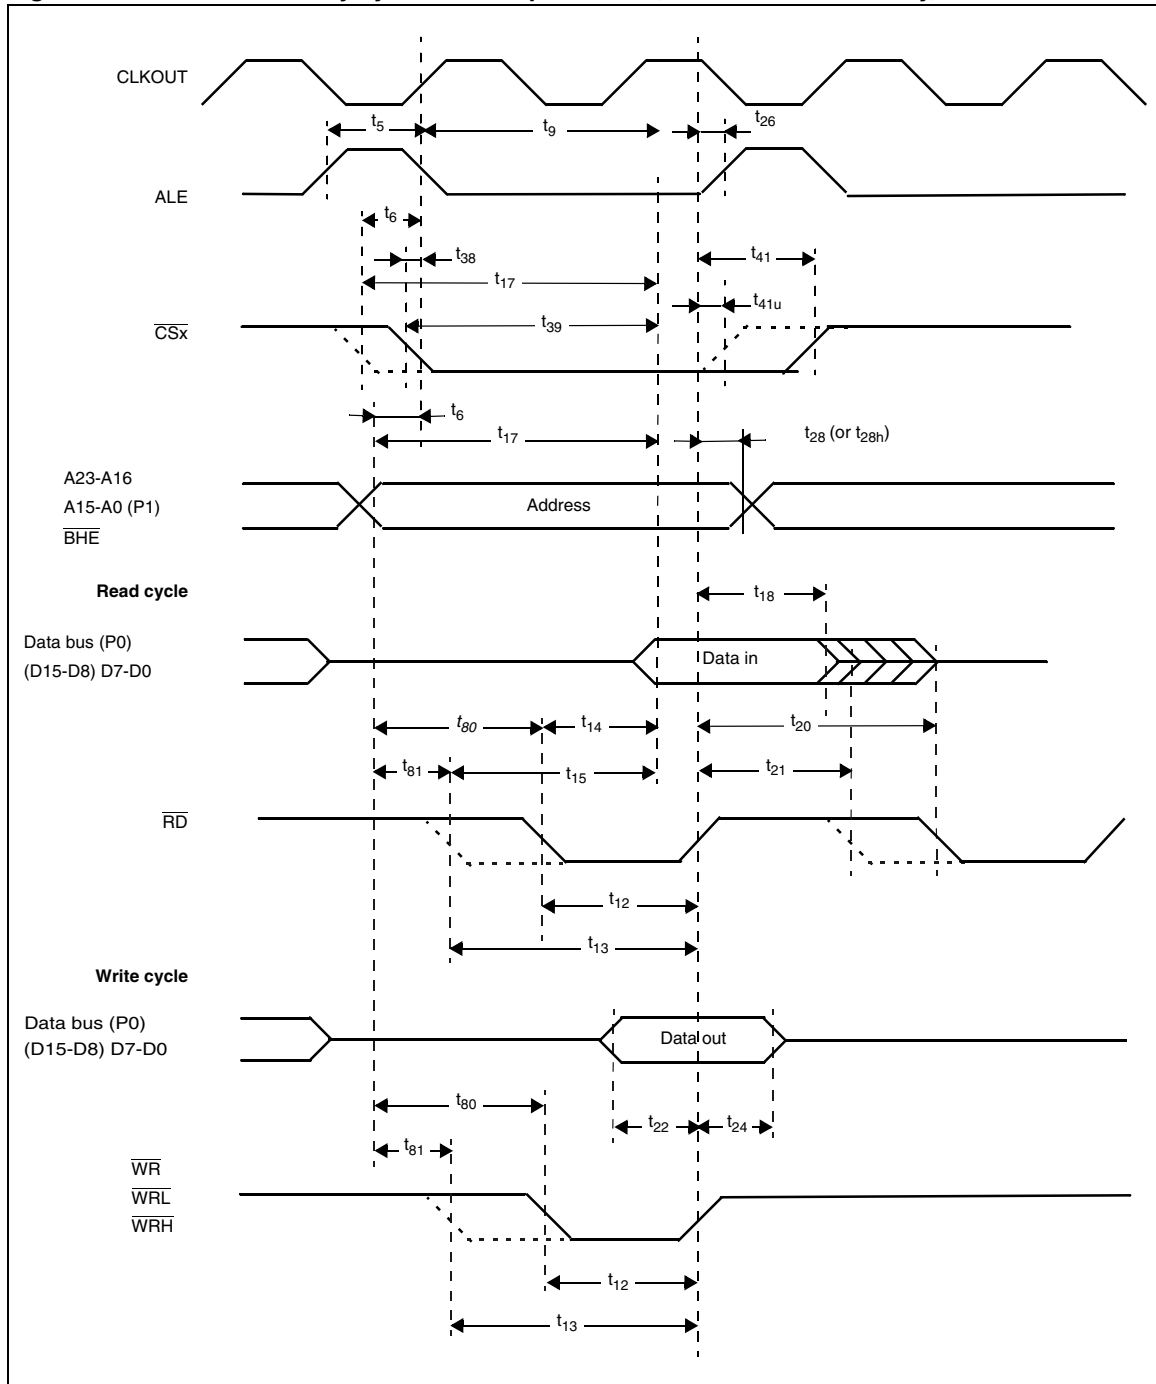 CLKOUT
t5
t9
t26
ALE
t6
t38
t17
t41
t41u
t39
CSx
t6
t17
t28 (or t28h)
A23-A16
A15-A0 (P1)
Address
BHE
Read cycle
t18
Data bus (P0)
(D15-D8) D7-D0
Data in
t80
t14
t20
t81
t15
t21
RD
t12
t13
Write cycle
Data bus (P0)
(D15-D8) D7-D0
Data out
t80
t22
t24
t81
WR
WRL
WRH
t12
t13